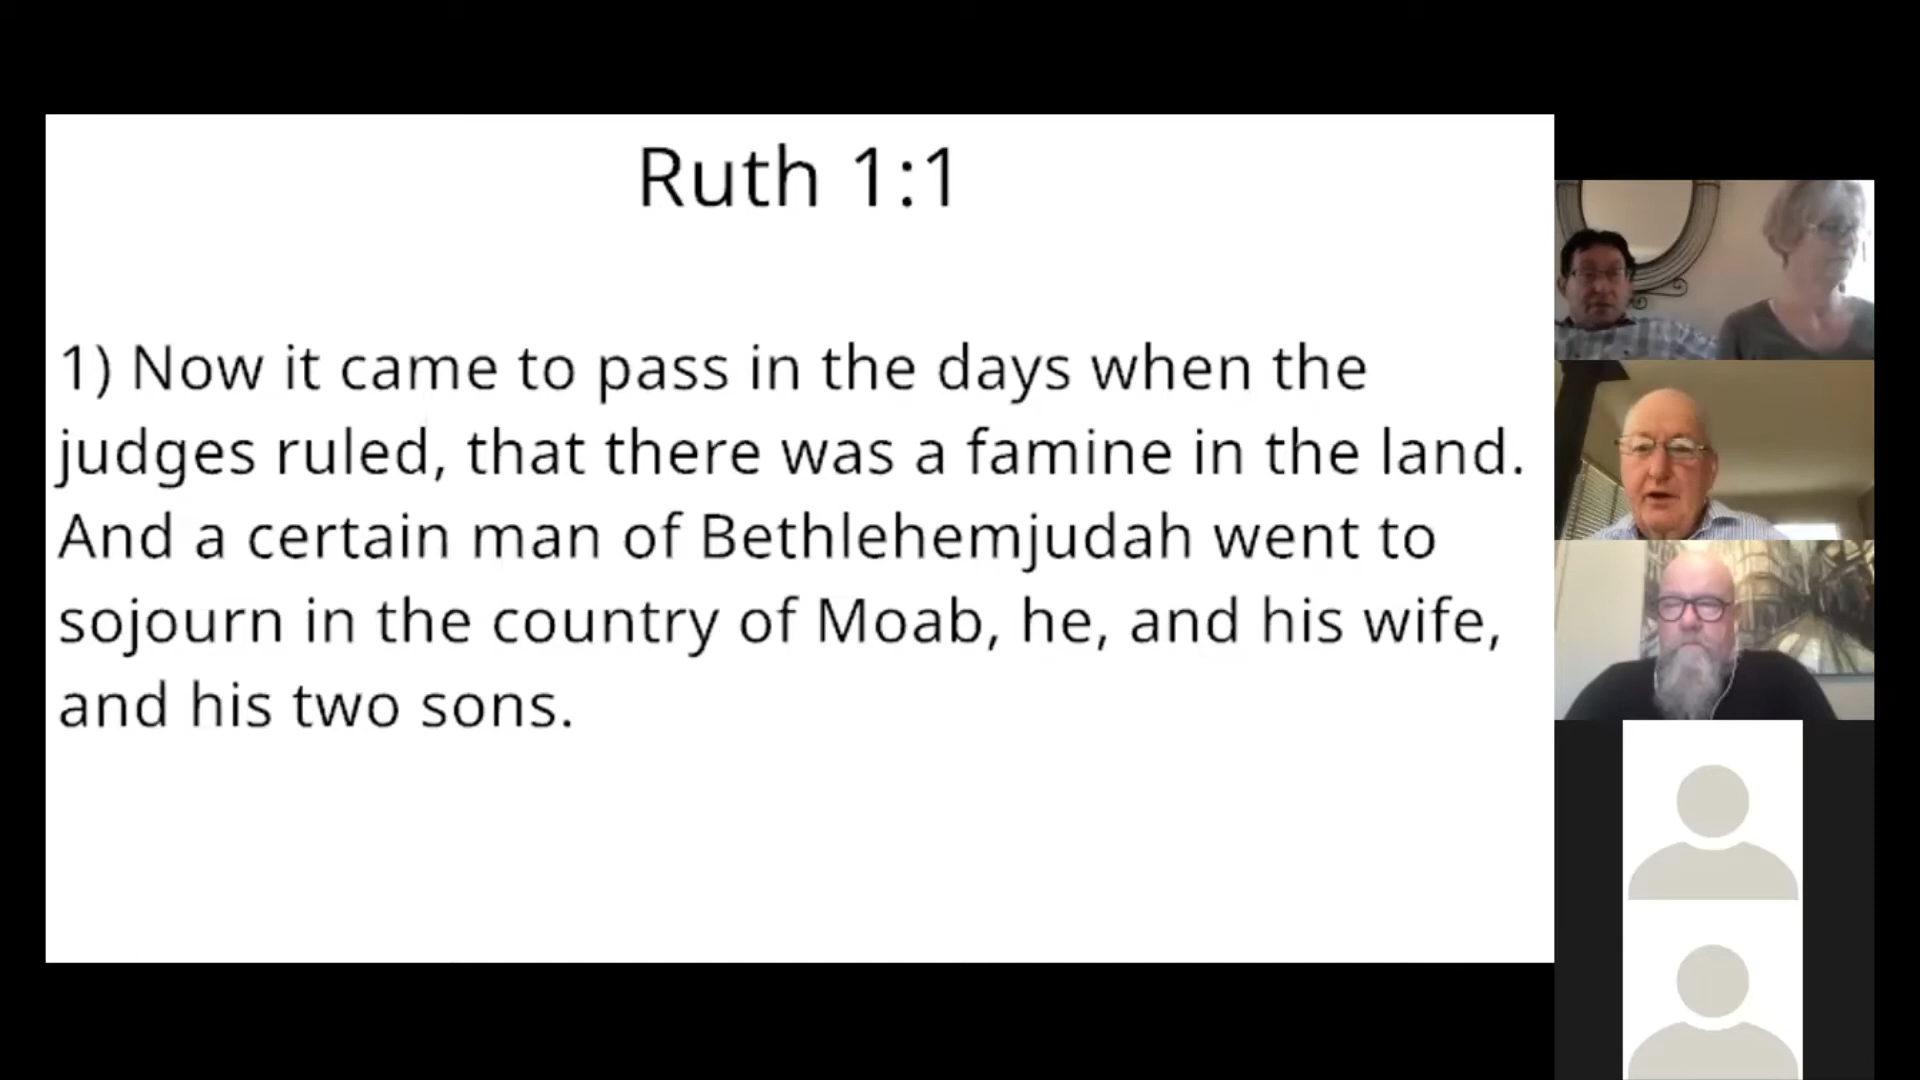 Ruth 1:1
1) Now it came to pass in the days when the
judges ruled, that there was a famine in the land.
And a certain man of Bethlehemjudah went to
sojourn in the country of Moab, he, and his wife,
and his two sons.